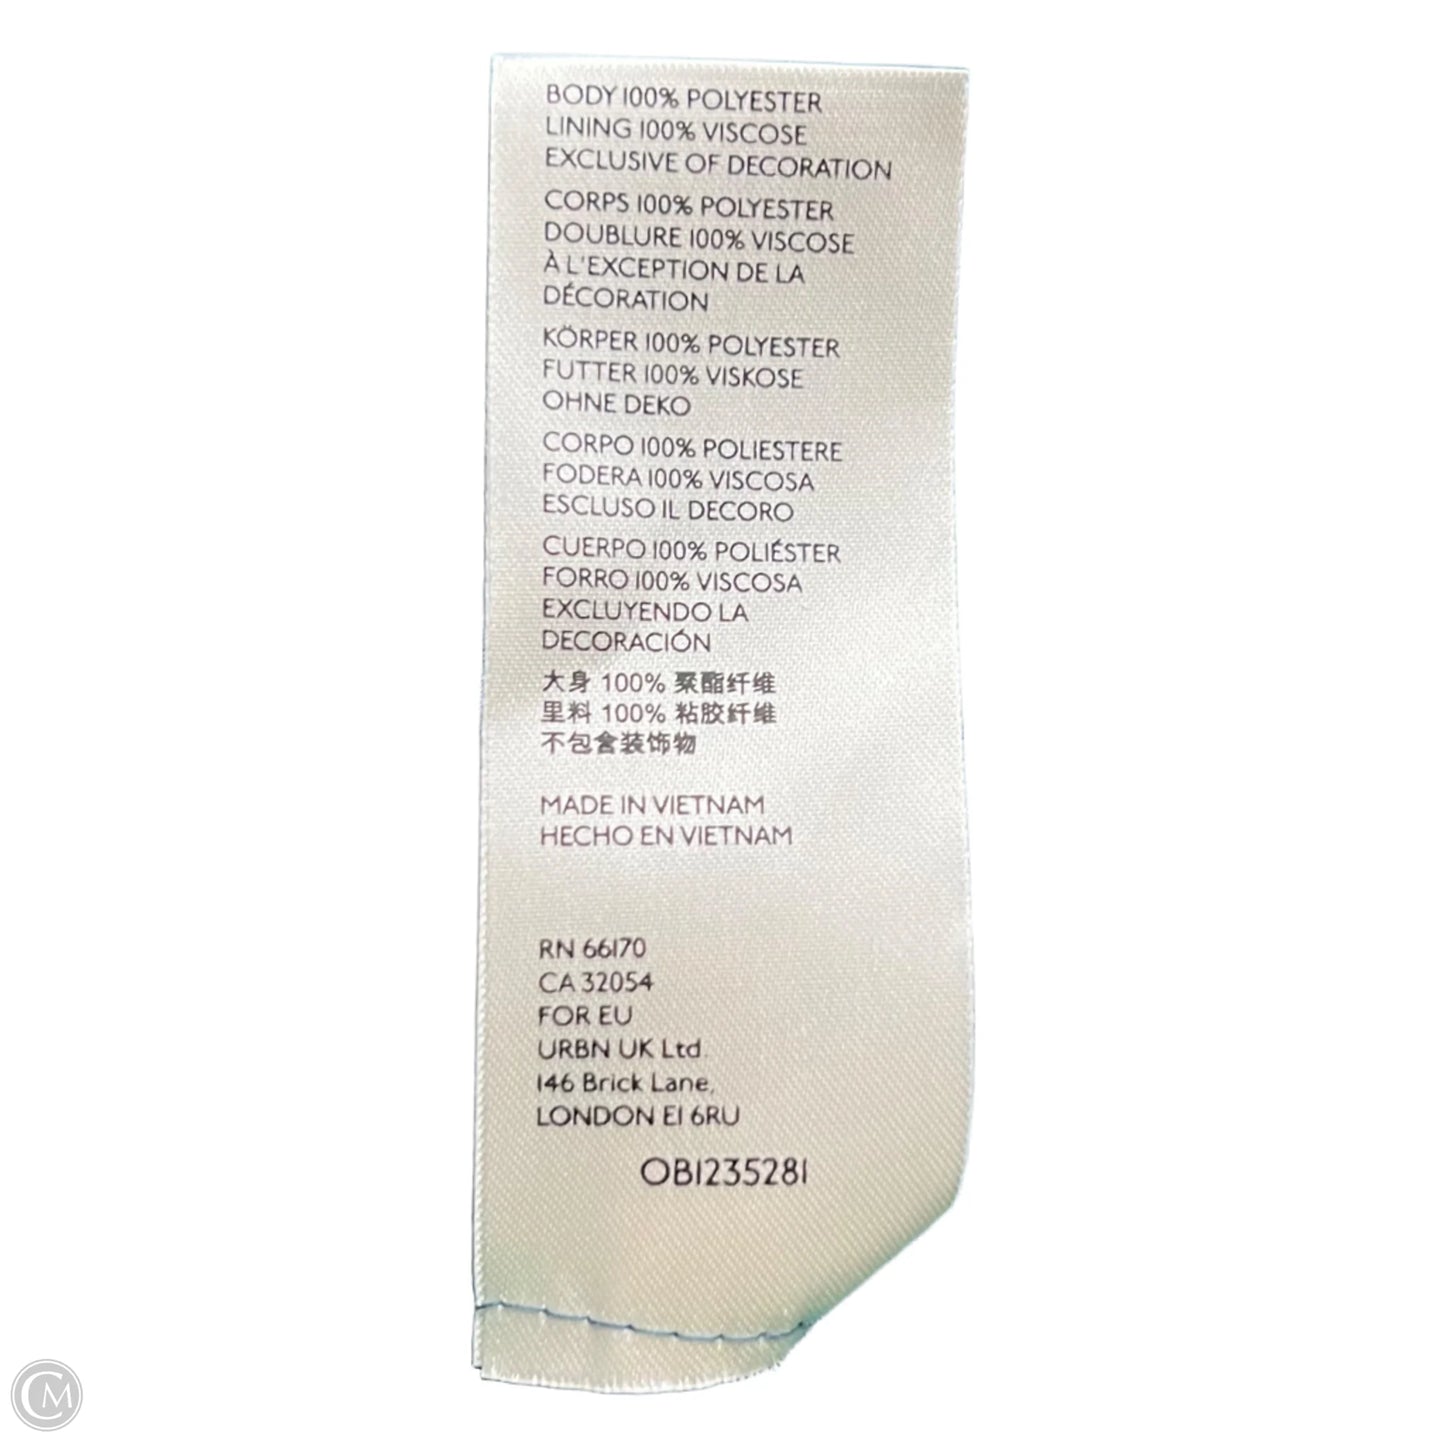 BODY 100% POLYESTER
LINING 100% VISCOSE
EXCLUSIVE OF DECORATION
CORPS 100% POLYESTER
DOUBLURE 100% VISCOSE
À L'EXCEPTION DE LA
DÉCORATION
KÖRPER 100% POLYESTER
FUTTER 100% VISKOSE
OHNE DEKO
CORPO 100% POLIESTERE
FODERA 100% VISCOSA
ESCLUSO IL DECORO
CUERPO 100% POLIÉSTER
FORRO 100% VISCOSA
EXCLUYENDO LA
DECORACIÓN
大身 100% 聚酯纤维
里料 100% 粘胶纤维
不包含装饰物
MADE IN VIETNAM
HECHO EN VIETNAM
RN 66170
CA 32054
FOR EU
URBN UK Ltd.
146 Brick Lane,
LONDON E1 6RU
OB1235281
CM